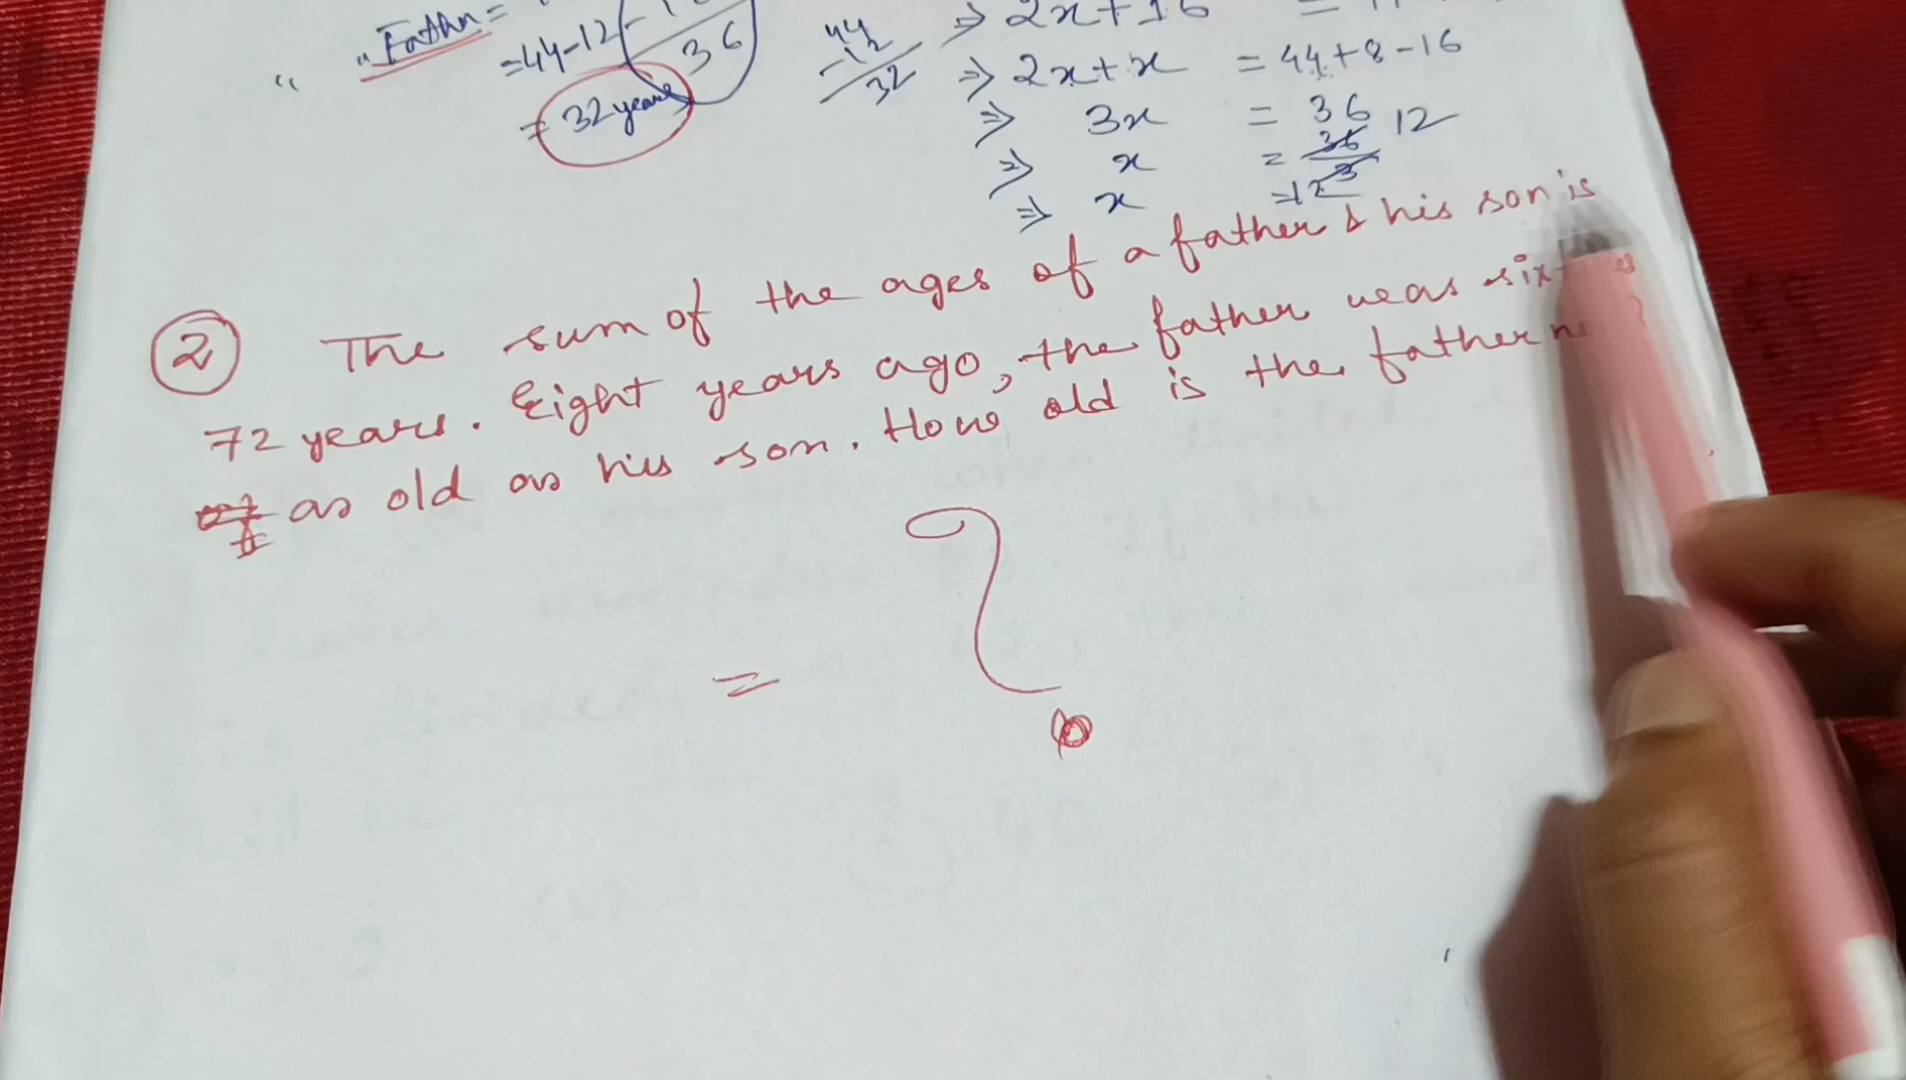 " Father =
=44-12
= 32 years
36
44
-12
32
⇒ 2x+16 =
⇒ 2x+x = 44+8-16
⇒ 3x = 36
⇒ x = 36/3 12
⇒ x =12
② The sum of the ages of a father & his son is
72 years. Eight years ago, the father was six
as old as his son. How old is the father
=